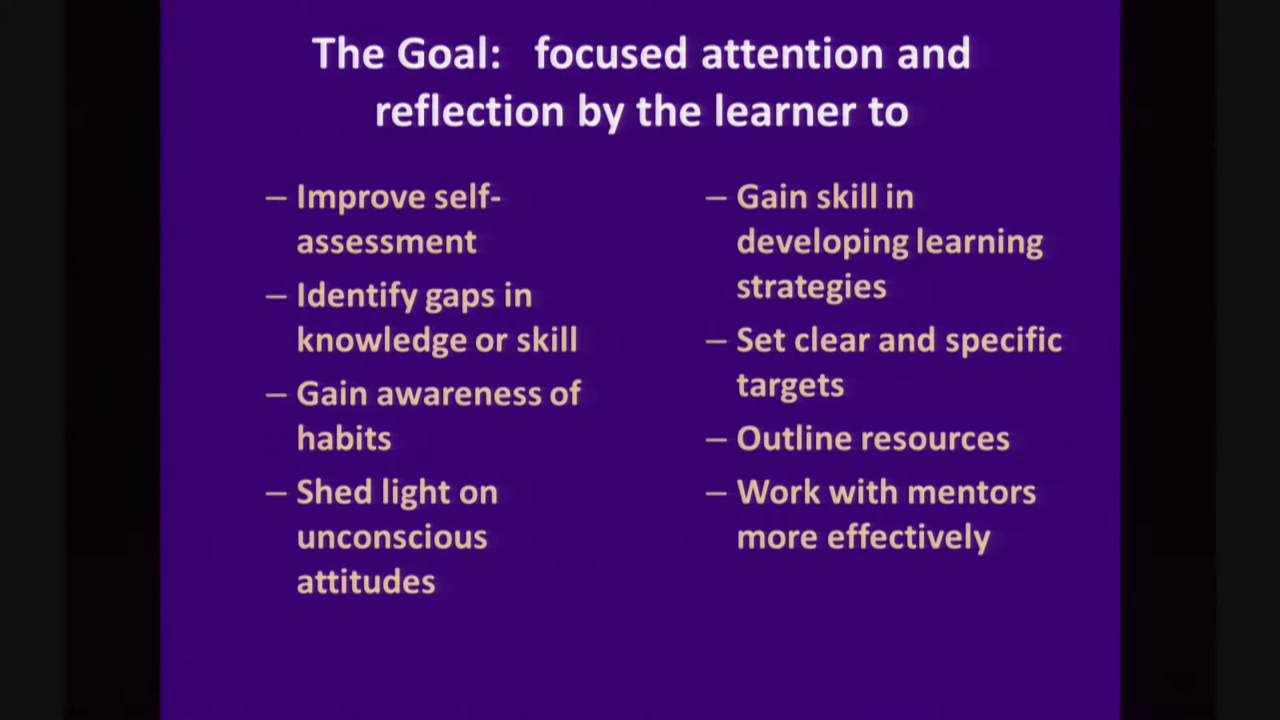 The Goal: focused attention and
reflection by the learner to
– Improve self-
assessment
– Identify gaps in
knowledge or skill
– Gain awareness of
habits
– Shed light on
unconscious
attitudes
– Gain skill in
developing learning
strategies
– Set clear and specific
targets
– Outline resources
– Work with mentors
more effectively